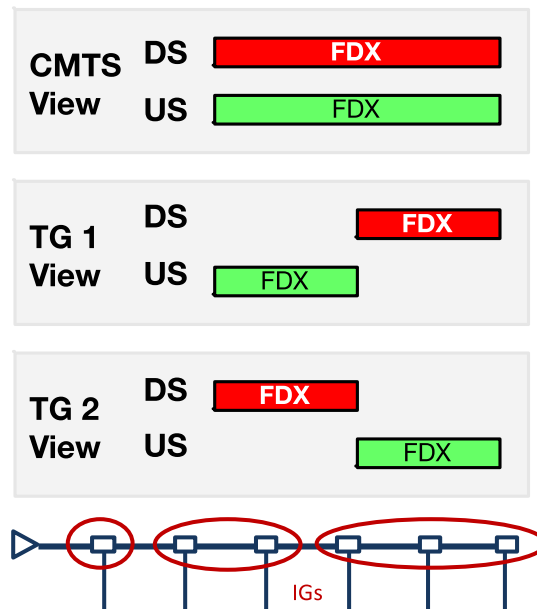 CMTS View
DS FDX
US FDX
TG 1 View
DS FDX
US FDX
TG 2 View
DS FDX
US FDX
IGs